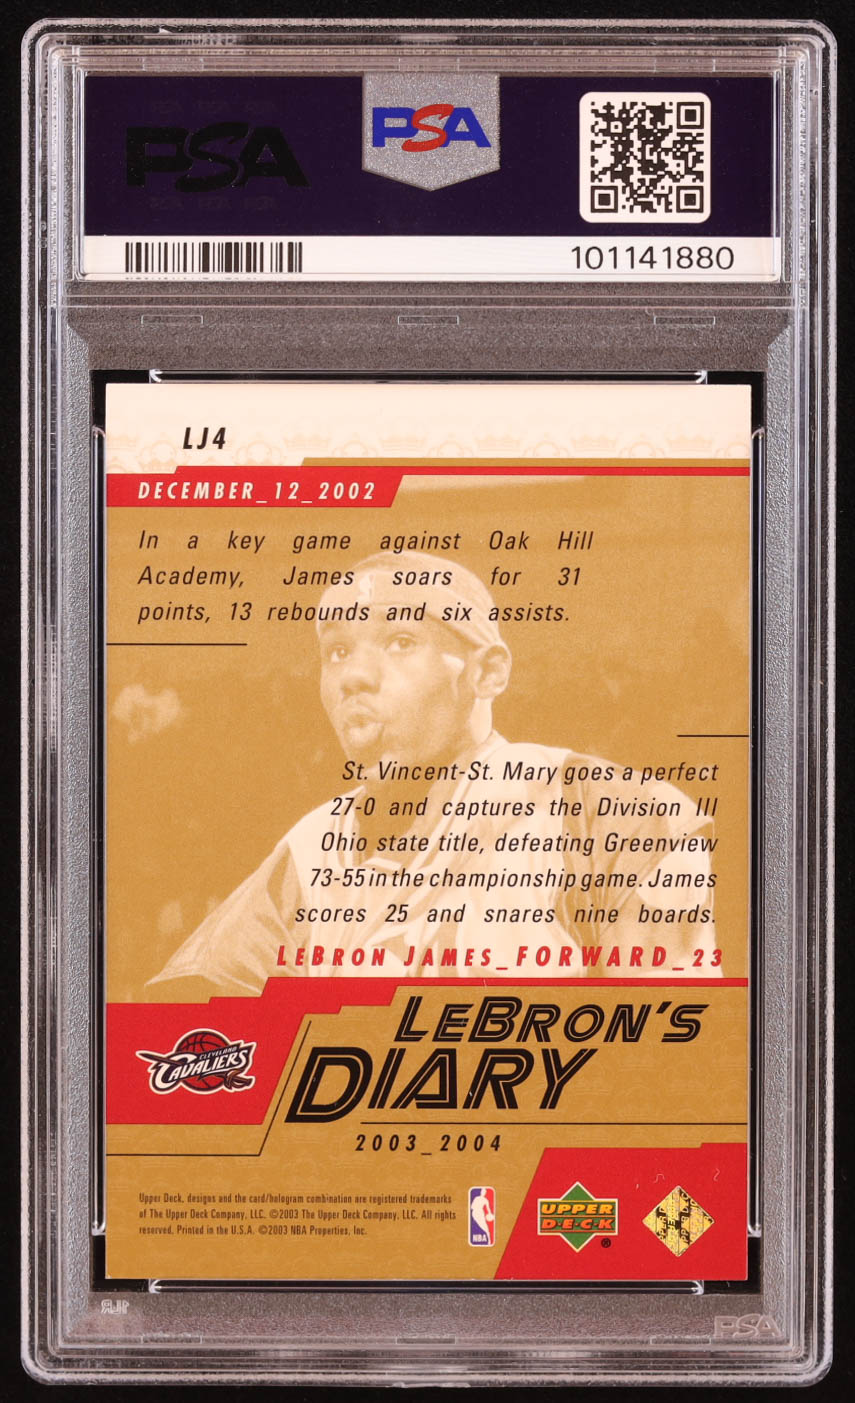 PSA
PSA
101141880
LJ4
DECEMBER_12_2002
In a key game against Oak Hill
Academy, James soars for 31
points, 13 rebounds and six assists.
St. Vincent-St. Mary goes a perfect
27-0 and captures the Division III
Ohio state title, defeating Greenview
73-55 in the championship game. James
scores 25 and snares nine boards.
LEBRON JAMES_FORWARD_23
LEBRON'S
DIARY
CLEVELAND
CAVALIERS
2003_2004
Upper Deck, designs and the card/hologram combination are registered trademarks
of The Upper Deck Company, LLC. ©2003 The Upper Deck Company, LLC. All rights
reserved. Printed in the U.S.A. ©2003 NBA Properties, Inc.
NBA
UPPER
DECK
®
PSA